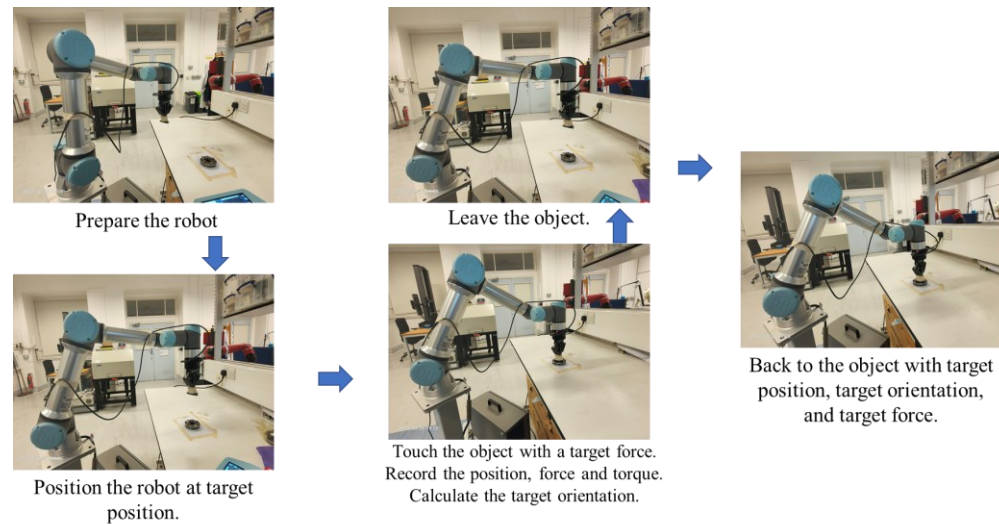 Prepare the robot
Position the robot at target
position.
Touch the object with a target force.
Record the position, force and torque.
Calculate the target orientation.
Leave the object.
Back to the object with target
position, target orientation,
and target force.